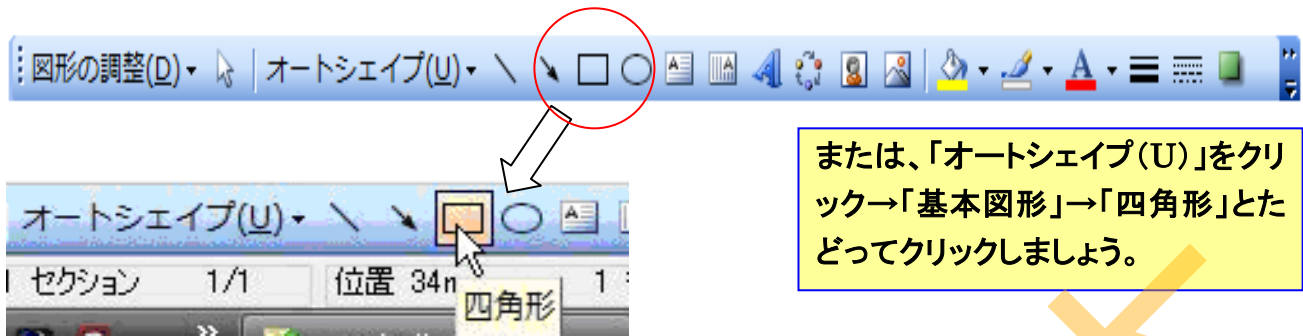 図形の調整(D) オートシェイプ(U)
または、「オートシェイプ(U)」をクリ
ック→「基本図形」→「四角形」とた
どってクリックしましょう。
オートシェイプ(U)
セクション 1/1 位置 34m 1
四角形